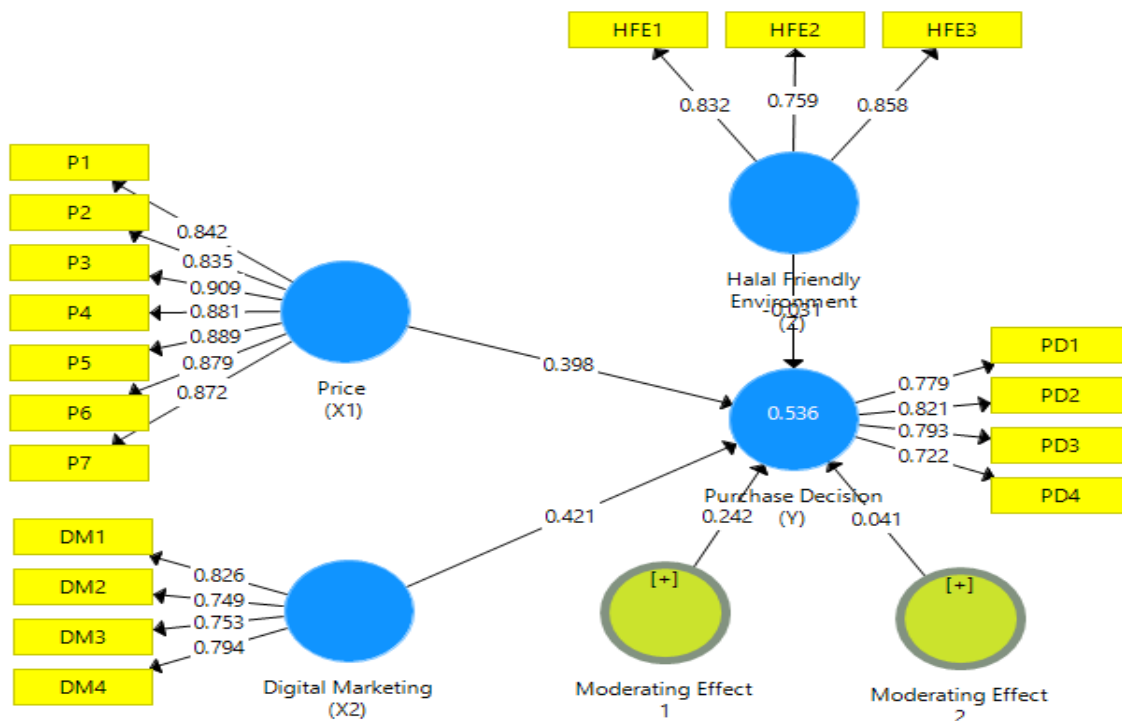 HFE1 HFE2 HFE3
0.832 0.759 0.858
P1
P2
P3
P4
P5
P6
P7
0.842
0.835
0.909
0.881
0.889
0.879
0.872
Price
(X1)
0.398
Halal Friendly
Environment
(Z)
-0.031
0.536
Purchase Decision
(Y)
PD1
PD2
PD3
PD4
0.779
0.821
0.793
0.722
DM1
DM2
DM3
DM4
0.826
0.749
0.753
0.794
Digital Marketing
(X2)
0.421
0.242
0.041
[+]
Moderating Effect
1
[+]
Moderating Effect
2